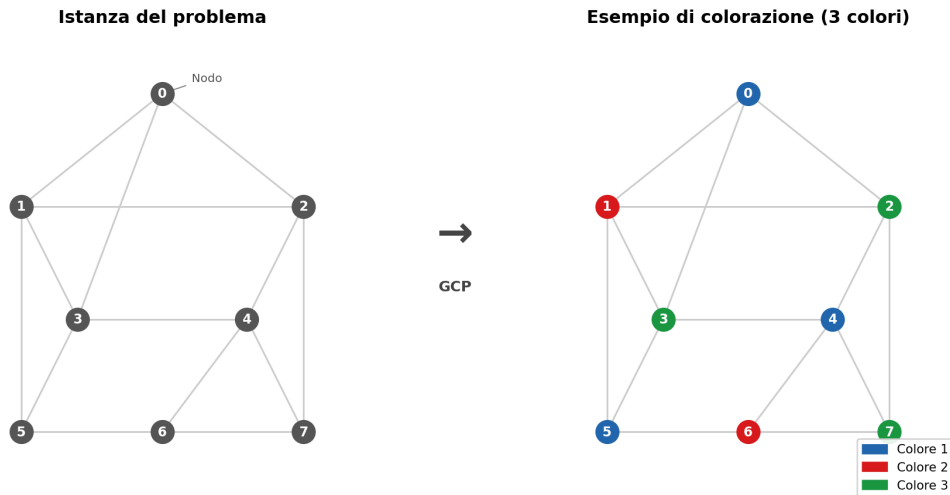 Istanza del problema
Nodo
0
1
2
3
4
5
6
7
→
GCP
Esempio di colorazione (3 colori)
0
1
2
3
4
5
6
7
Colore 1
Colore 2
Colore 3